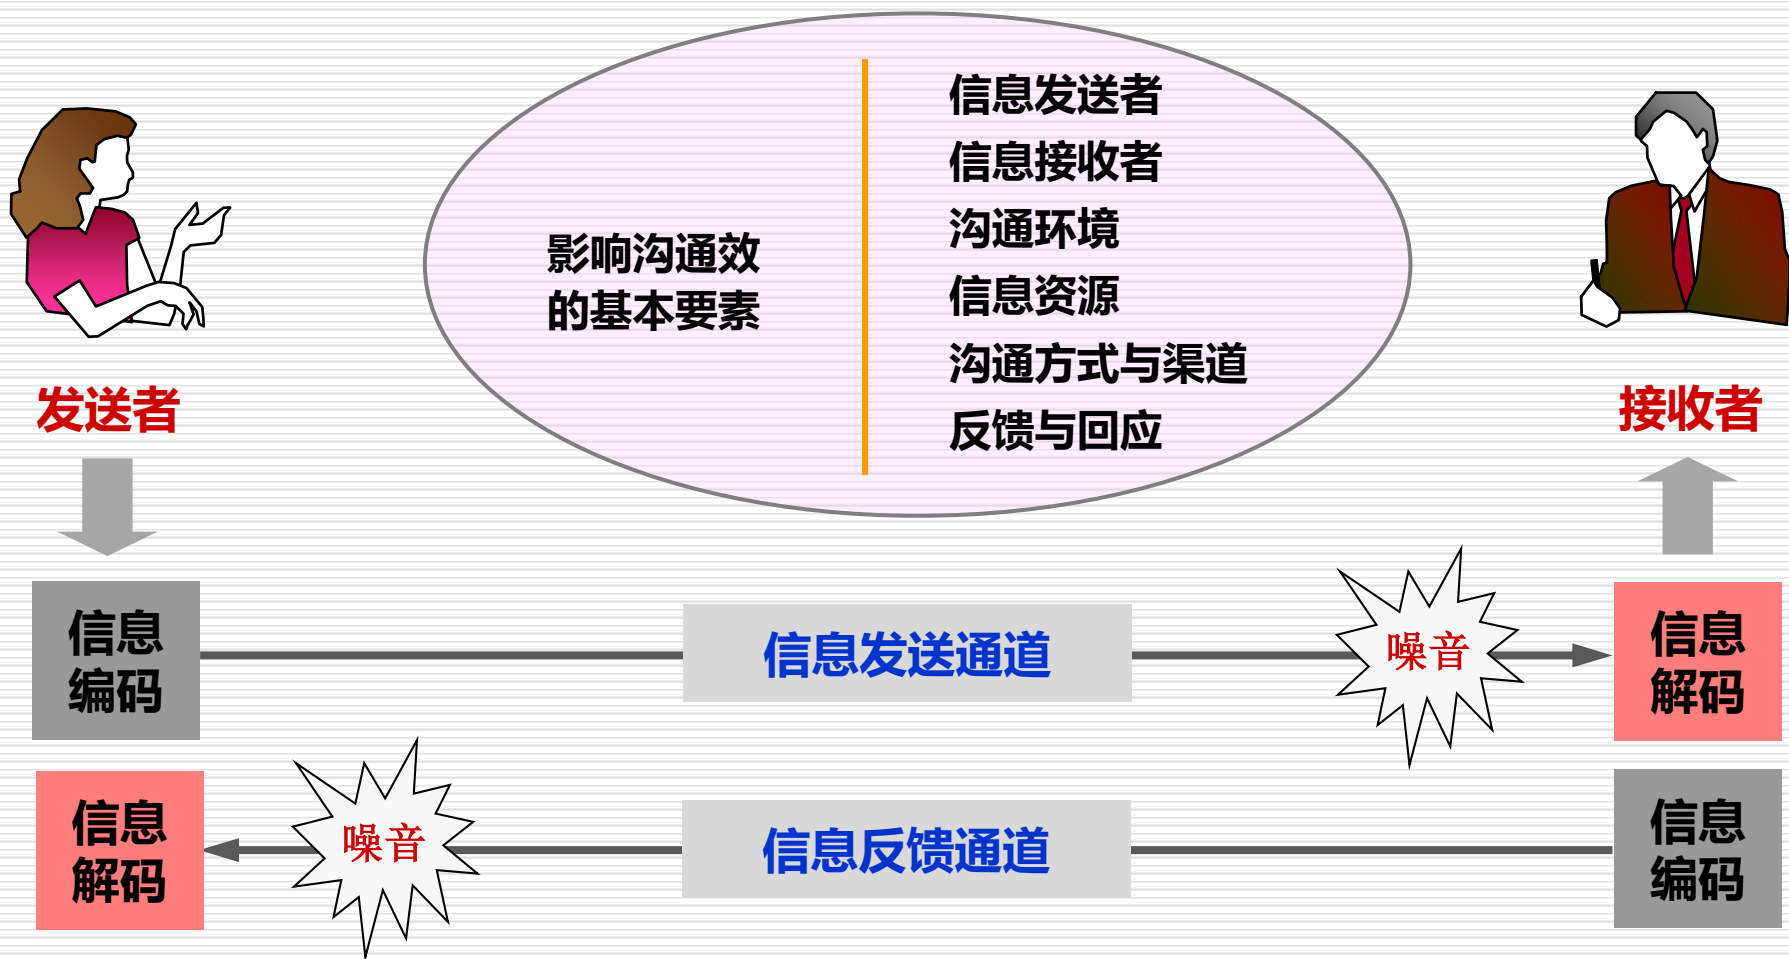 影响沟通效
的基本要素
信息发送者
信息接收者
沟通环境
信息资源
沟通方式与渠道
反馈与回应
发送者
接收者
信息
编码
信息发送通道
噪音
信息
解码
信息
解码
噪音
信息反馈通道
信息
编码